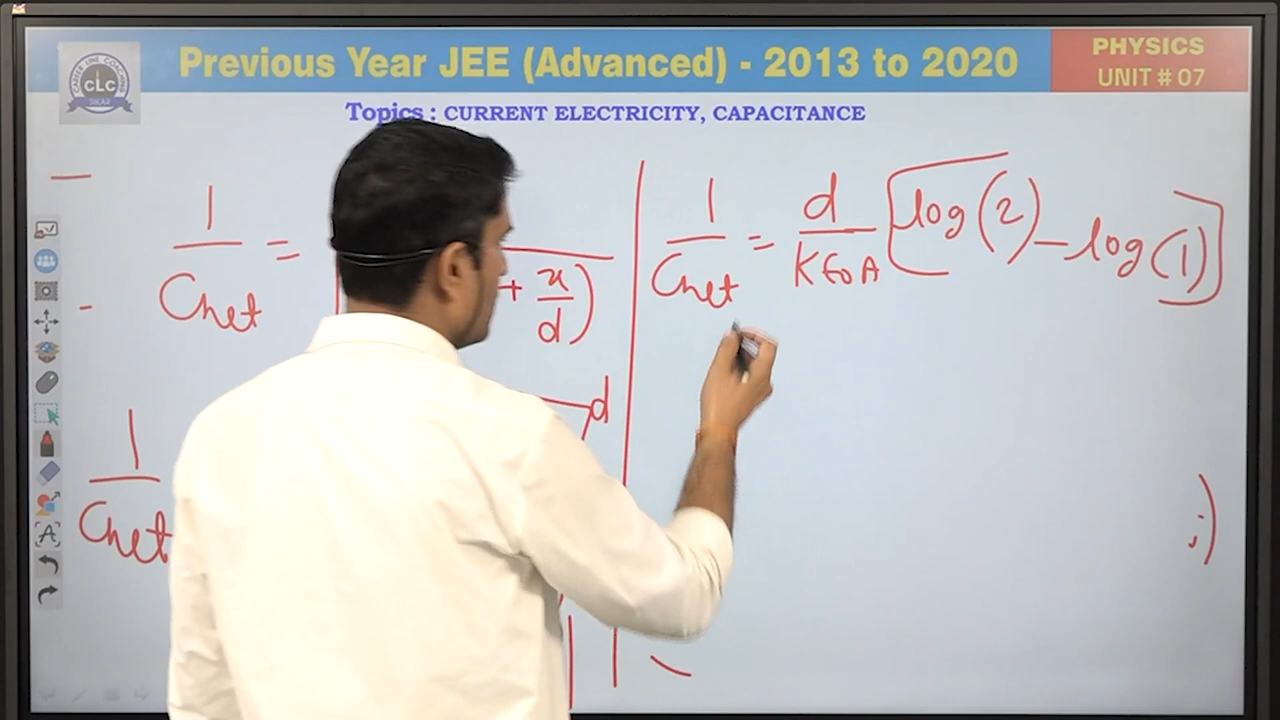 Previous Year JEE (Advanced) - 2013 to 2020
PHYSICS
UNIT # 07
CLC
SIKAR
Topics : CURRENT ELECTRICITY, CAPACITANCE
1/Cnet =
+ x/d)
d
1/Cnet
1/Cnet = d/Kε0A [log(2) - log(1)]